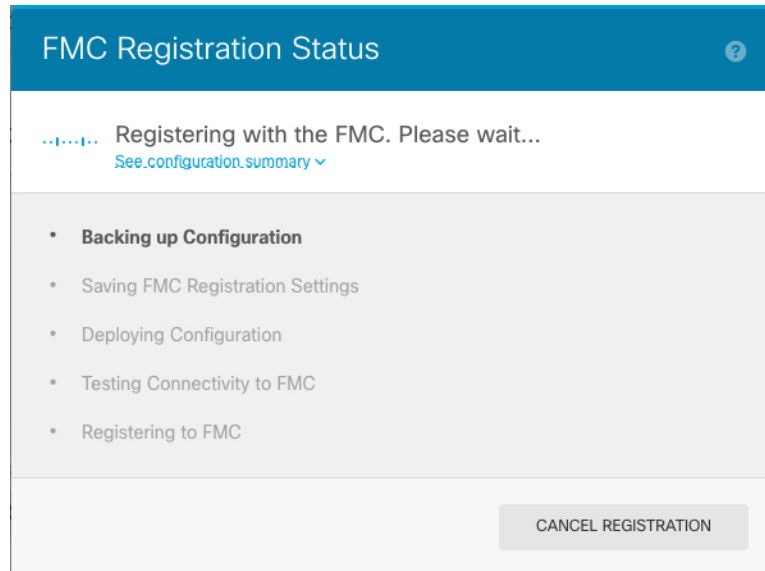 FMC Registration Status
?
Registering with the FMC. Please wait...
See configuration summary
• Backing up Configuration
• Saving FMC Registration Settings
• Deploying Configuration
• Testing Connectivity to FMC
• Registering to FMC
CANCEL REGISTRATION